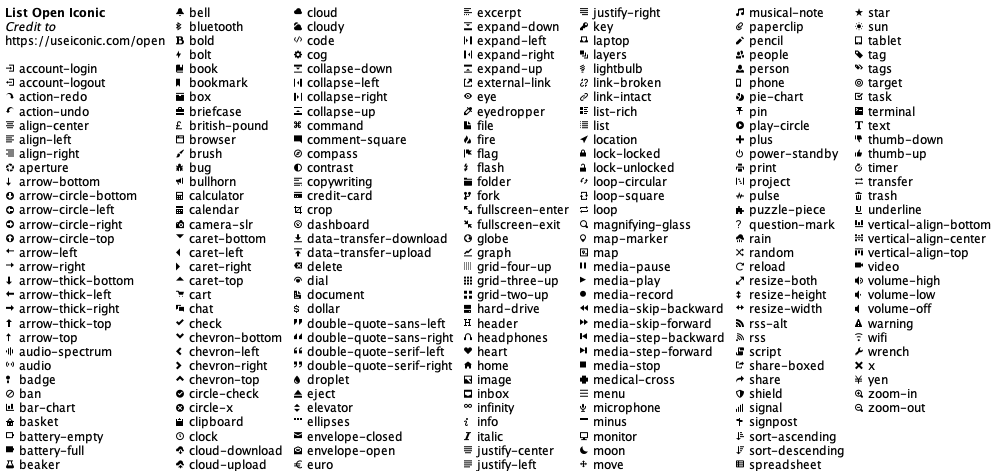 List Open Iconic
Credit to
https://useiconic.com/open
account-login
account-logout
action-redo
action-undo
align-center
align-left
align-right
aperture
arrow-bottom
arrow-circle-bottom
arrow-circle-left
arrow-circle-right
arrow-circle-top
arrow-left
arrow-right
arrow-thick-bottom
arrow-thick-left
arrow-thick-right
arrow-thick-top
arrow-top
audio-spectrum
audio
badge
ban
bar-chart
basket
battery-empty
battery-full
beaker
bell
bluetooth
bold
bolt
book
bookmark
box
briefcase
british-pound
browser
brush
bug
bullhorn
calculator
calendar
camera-slr
caret-bottom
caret-left
caret-right
caret-top
cart
chat
check
chevron-bottom
chevron-left
chevron-right
chevron-top
circle-check
circle-x
clipboard
clock
cloud-download
cloud-upload
cloud
cloudy
code
cog
collapse-down
collapse-left
collapse-right
collapse-up
command
comment-square
compass
contrast
copywriting
credit-card
crop
dashboard
data-transfer-download
data-transfer-upload
delete
dial
document
dollar
double-quote-sans-left
double-quote-sans-right
double-quote-serif-left
double-quote-serif-right
droplet
eject
elevator
ellipses
envelope-closed
envelope-open
euro
excerpt
expand-down
expand-left
expand-right
expand-up
external-link
eye
eyedropper
file
fire
flag
flash
folder
fork
fullscreen-enter
fullscreen-exit
globe
graph
grid-four-up
grid-three-up
grid-two-up
hard-drive
header
headphones
heart
home
image
inbox
infinity
info
italic
justify-center
justify-left
justify-right
key
laptop
layers
lightbulb
link-broken
link-intact
list-rich
list
location
lock-locked
lock-unlocked
loop-circular
loop-square
loop
magnifying-glass
map-marker
map
media-pause
media-play
media-record
media-skip-backward
media-skip-forward
media-step-backward
media-step-forward
media-stop
medical-cross
menu
microphone
minus
monitor
moon
move
musical-note
paperclip
pencil
people
person
phone
pie-chart
pin
play-circle
plus
power-standby
print
project
pulse
puzzle-piece
question-mark
rain
random
reload
resize-both
resize-height
resize-width
rss-alt
rss
script
share-boxed
share
shield
signal
signpost
sort-ascending
sort-descending
spreadsheet
star
sun
tablet
tag
tags
target
task
terminal
text
thumb-down
thumb-up
timer
transfer
trash
underline
vertical-align-bottom
vertical-align-center
vertical-align-top
video
volume-high
volume-low
volume-off
warning
wifi
wrench
x
yen
zoom-in
zoom-out